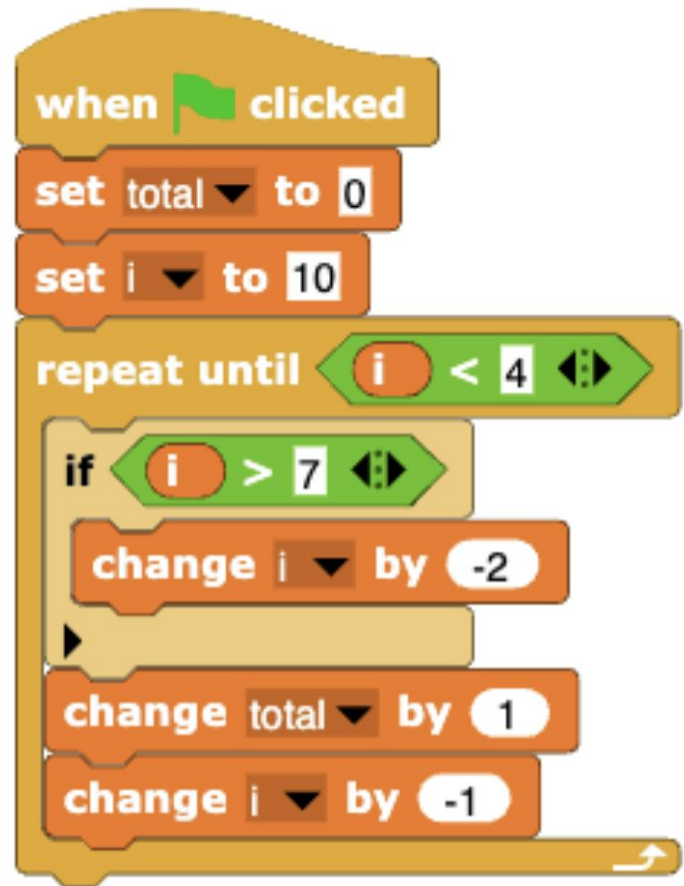 when clicked
set total to 0
set i to 10
repeat until i < 4
if i > 7
change i by -2
change total by 1
change i by -1